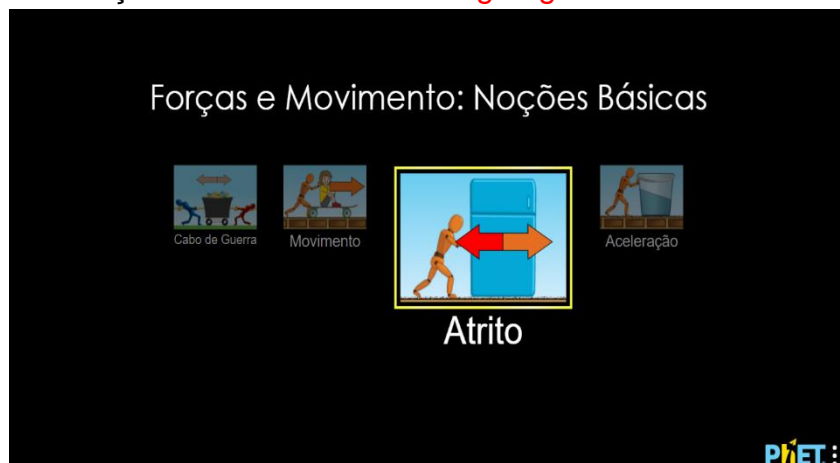 Forças e Movimento: Noções Básicas
Cabo de Guerra
Movimento
Atrito
Aceleração
PhET